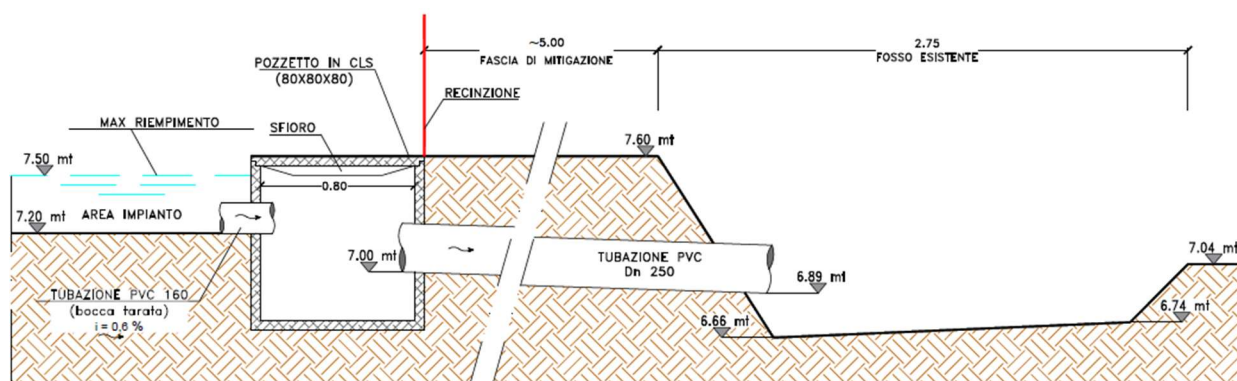 ~5.00
FASCIA DI MITIGAZIONE
2.75
FOSSO ESISTENTE
POZZETTO IN CLS
(80X80X80)
RECINZIONE
MAX RIEMPIMENTO
SFIORO
7.50 mt
7.60 mt
0.80
7.20 mt
AREA IMPIANTO
7.00 mt
TUBAZIONE PVC
Dn 250
7.04 mt
6.89 mt
TUBAZIONE PVC 160
(bocca tarata)
i = 0,6 %
6.66 mt
6.74 mt